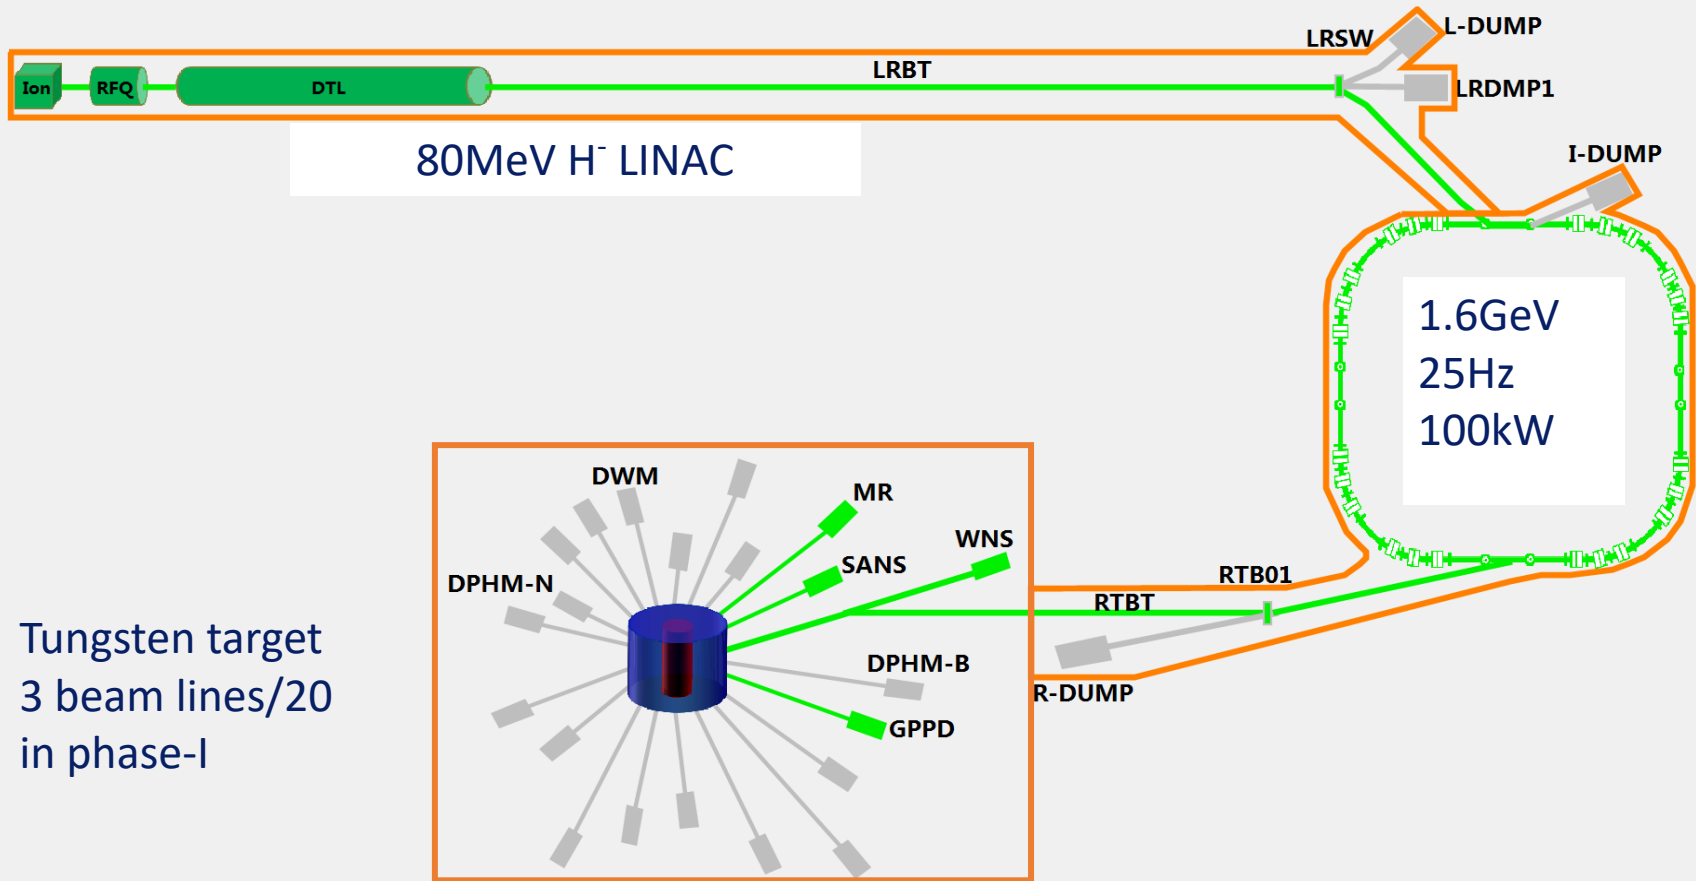 L-DUMP
LRSW
LRBT
Ion
RFQ
DTL
LRDMP1
80MeV H⁻ LINAC
I-DUMP
1.6GeV
25Hz
100kW
DWM
MR
WNS
SANS
DPHM-N
RTB01
RTBT
Tungsten target
3 beam lines/20
in phase-I
DPHM-B
R-DUMP
GPPD